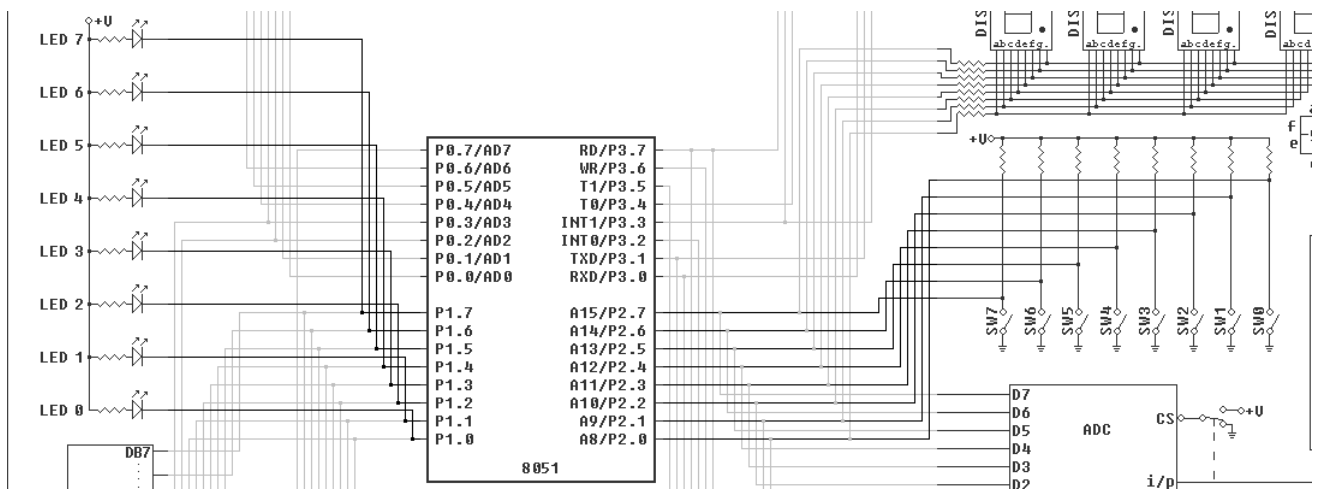 +U
LED 7
LED 6
LED 5
LED 4
LED 3
LED 2
LED 1
LED 0
DB7
P0.7/AD7
P0.6/AD6
P0.5/AD5
P0.4/AD4
P0.3/AD3
P0.2/AD2
P0.1/AD1
P0.0/AD0
P1.7
P1.6
P1.5
P1.4
P1.3
P1.2
P1.1
P1.0
RD/P3.7
WR/P3.6
T1/P3.5
T0/P3.4
INT1/P3.3
INT0/P3.2
TXD/P3.1
RXD/P3.0
A15/P2.7
A14/P2.6
A13/P2.5
A12/P2.4
A11/P2.3
A10/P2.2
A9/P2.1
A8/P2.0
8051
DIS
abcdefg.
DIS
abcdefg.
DIS
abcdefg.
DIS
abcd
+U
f
e
SW7
SW6
SW5
SW4
SW3
SW2
SW1
SW0
D7
D6
D5
D4
D3
D2
ADC
CS
+U
i/p